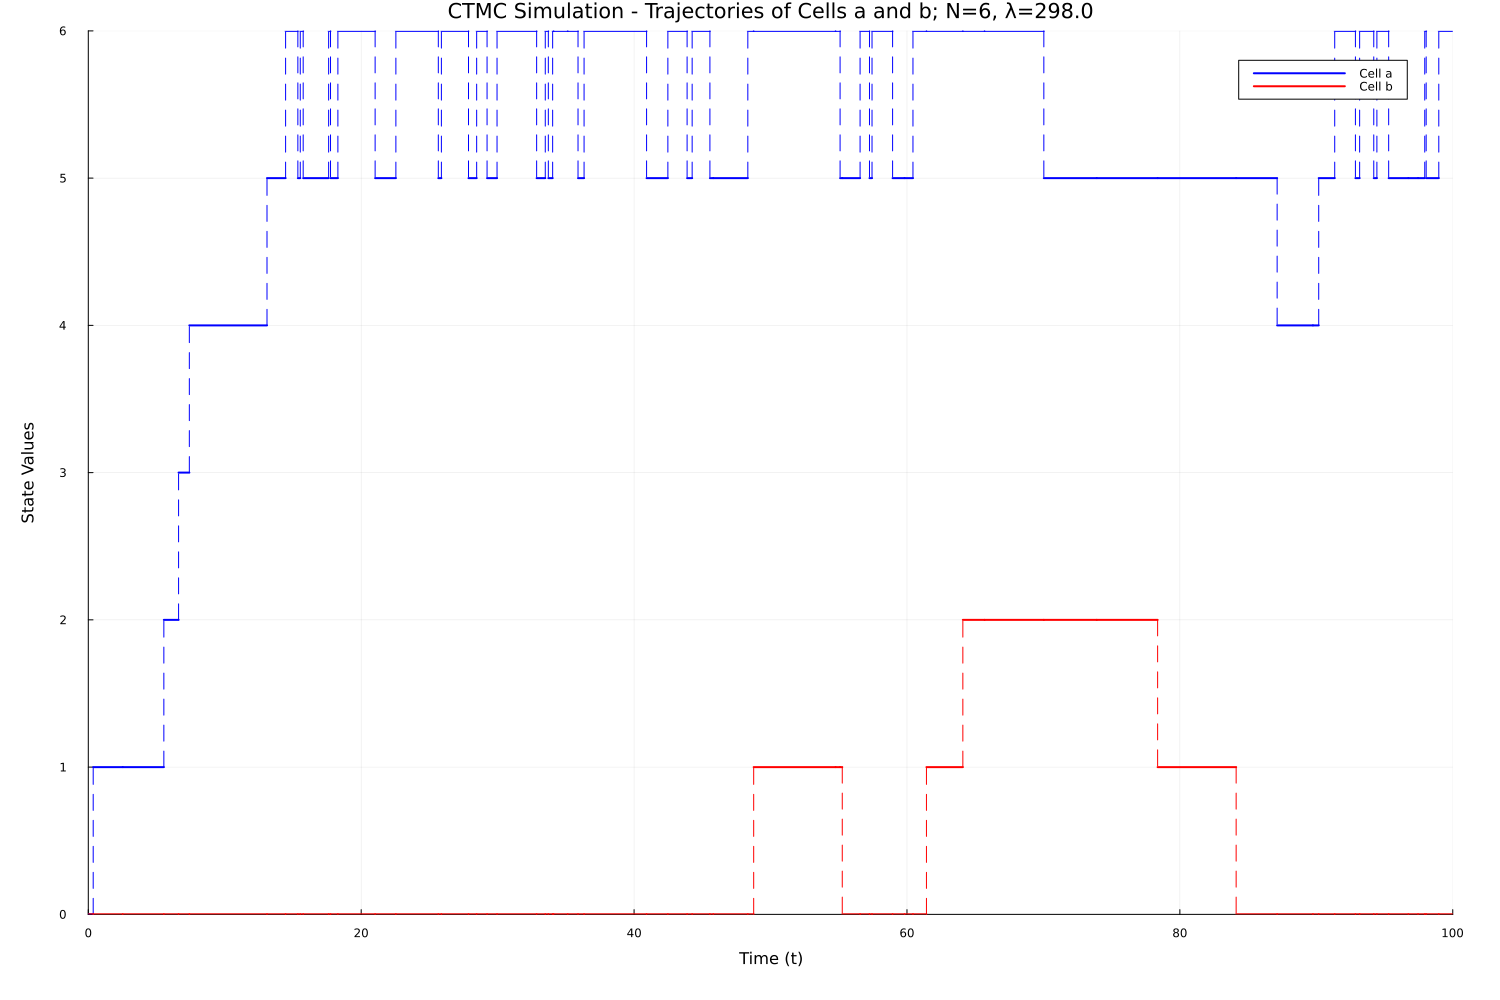 CTMC Simulation - Trajectories of Cells a and b; N=6, λ=298.0
6
Cell a
Cell b
5
4
State Values
3
2
1
0
0 20 40 60 80 100
Time (t)